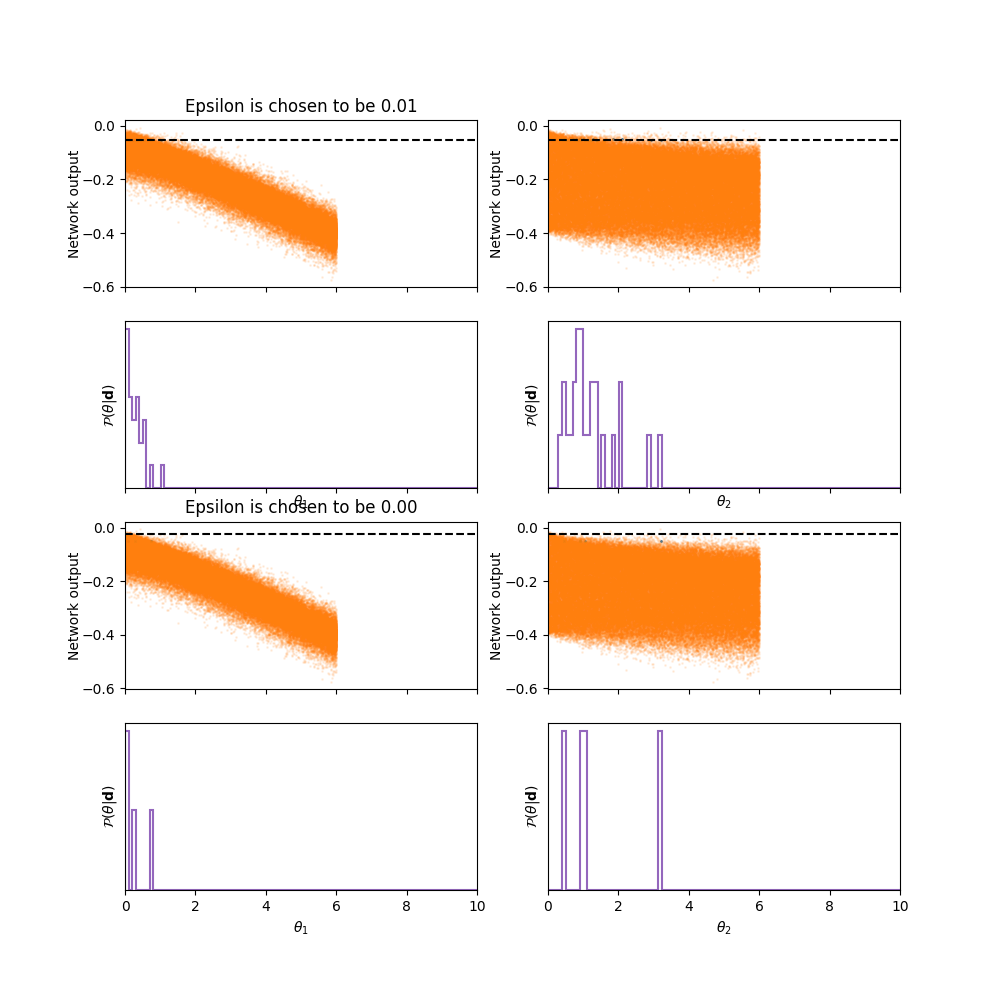 Epsilon is chosen to be 0.01
0.0
−0.2
−0.4
−0.6
Network output
0.0
−0.2
−0.4
−0.6
Network output
𝒫(θ|𝐝)
θ₁
𝒫(θ|𝐝)
θ₂
Epsilon is chosen to be 0.00
0.0
−0.2
−0.4
−0.6
Network output
0.0
−0.2
−0.4
−0.6
Network output
𝒫(θ|𝐝)
0 2 4 6 8 10
θ₁
𝒫(θ|𝐝)
0 2 4 6 8 10
θ₂